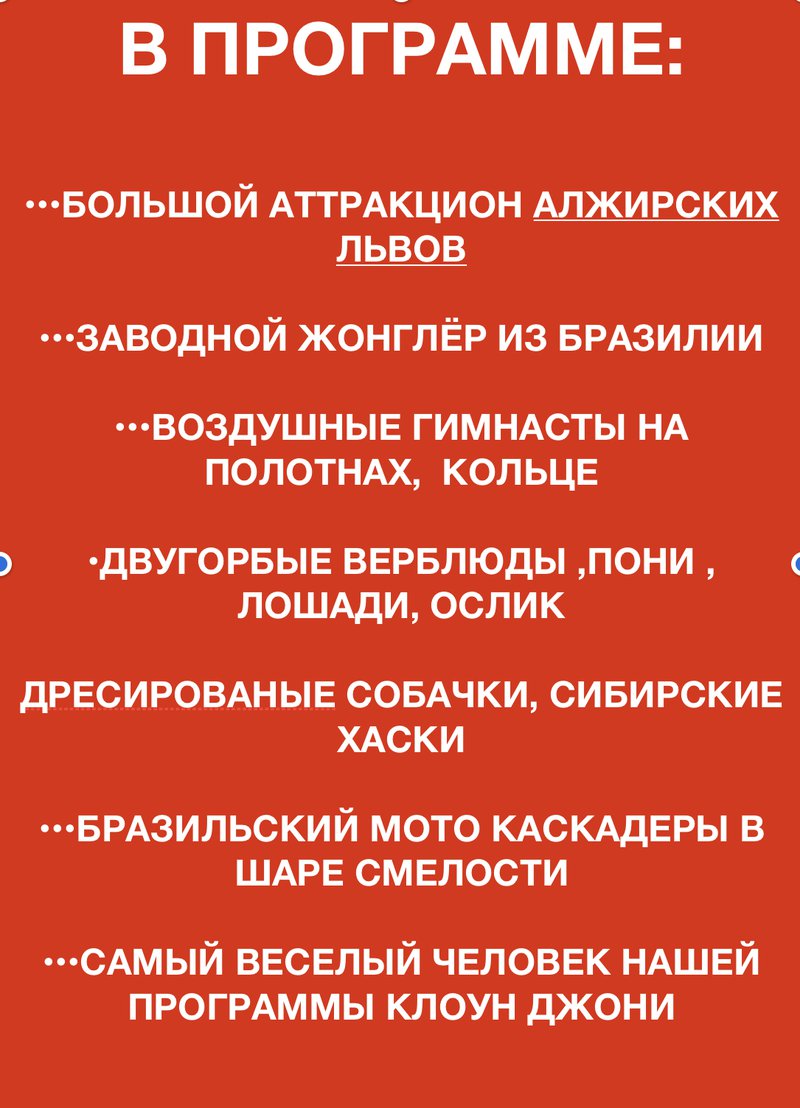 В ПРОГРАММЕ:
•••БОЛЬШОЙ АТТРАКЦИОН АЛЖИРСКИХ
ЛЬВОВ
•••ЗАВОДНОЙ ЖОНГЛЁР ИЗ БРАЗИЛИИ
•••ВОЗДУШНЫЕ ГИМНАСТЫ НА
ПОЛОТНАХ,  КОЛЬЦЕ
•ДВУГОРБЫЕ ВЕРБЛЮДЫ ,ПОНИ ,
ЛОШАДИ, ОСЛИК
ДРЕСИРОВАНЫЕ СОБАЧКИ, СИБИРСКИЕ
ХАСКИ
•••БРАЗИЛЬСКИЙ МОТО КАСКАДЕРЫ В
ШАРЕ СМЕЛОСТИ
•••САМЫЙ ВЕСЕЛЫЙ ЧЕЛОВЕК НАШЕЙ
ПРОГРАММЫ КЛОУН ДЖОНИ